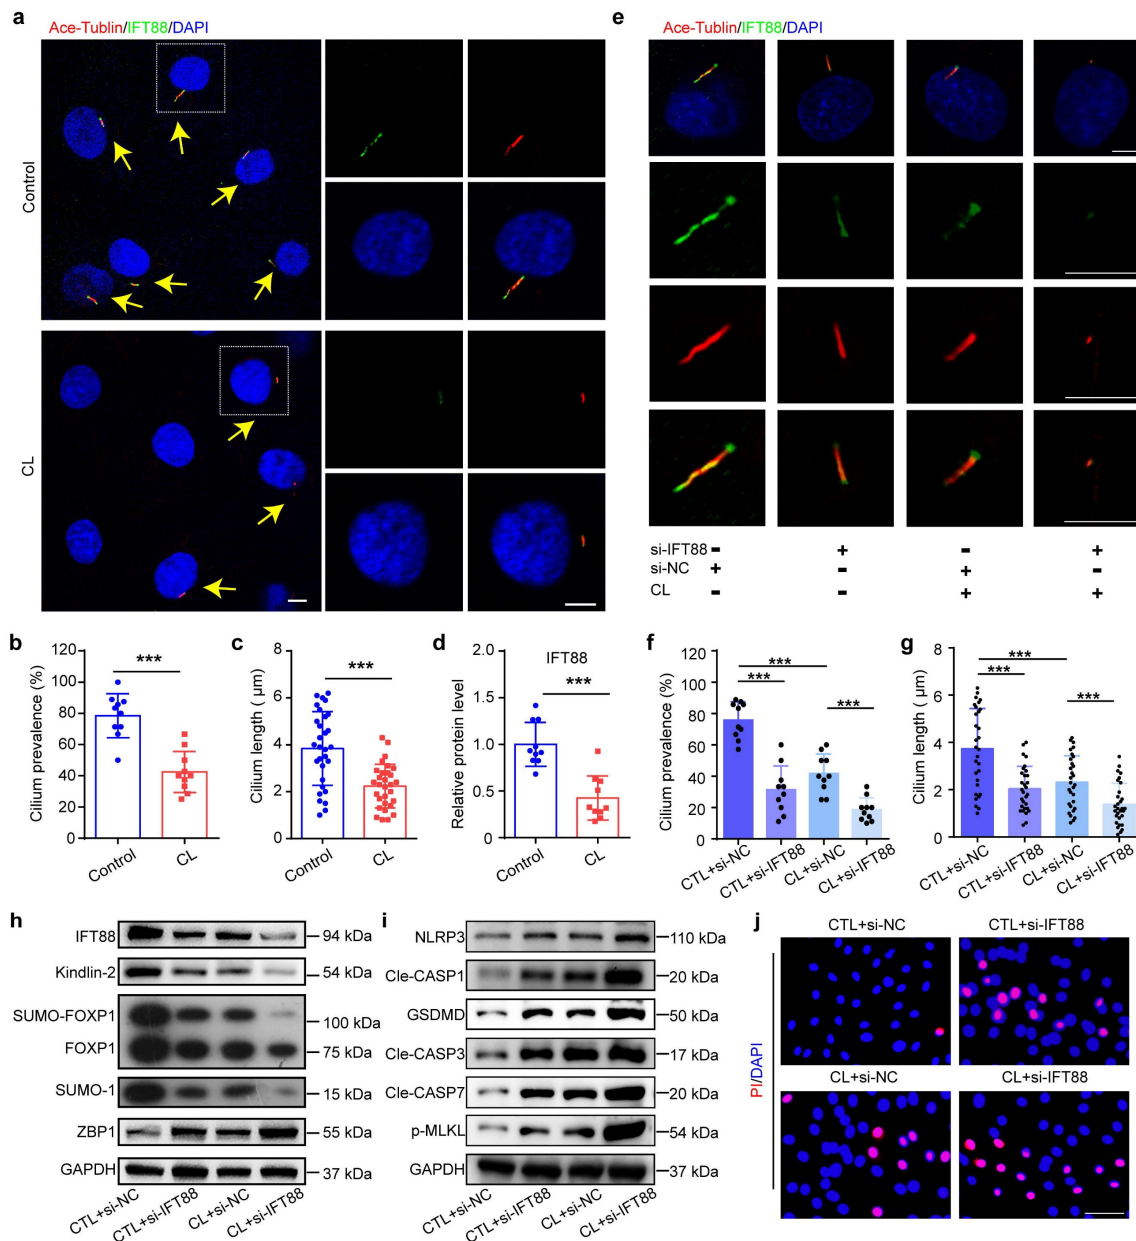 a
Ace-Tublin/IFT88/DAPI
Control
CL
e
Ace-Tublin/IFT88/DAPI
si-IFT88 - + - +
si-NC + - + -
CL - - + +
b
Cilium prevalence (%)
120
100
80
60
40
20
0
***
Control
CL
c
Cilium length ( μm)
8
6
4
2
0
***
Control
CL
d
IFT88
Relative protein level
2.0
1.5
1.0
0.5
0
***
Control
CL
f
Cilium prevalence (%)
120
100
80
60
40
20
0
***
***
***
CTL+si-NC
CTL+si-IFT88
CL+si-NC
CL+si-IFT88
g
Cilium length ( μm)
8
6
4
2
0
***
***
***
CTL+si-NC
CTL+si-IFT88
CL+si-NC
CL+si-IFT88
h
IFT88 94 kDa
Kindlin-2 54 kDa
SUMO-FOXP1 100 kDa
FOXP1 75 kDa
SUMO-1 15 kDa
ZBP1 55 kDa
GAPDH 37 kDa
CTL+si-NC
CTL+si-IFT88
CL+si-NC
CL+si-IFT88
i
NLRP3 110 kDa
Cle-CASP1 20 kDa
GSDMD 50 kDa
Cle-CASP3 17 kDa
Cle-CASP7 20 kDa
p-MLKL 54 kDa
GAPDH 37 kDa
CTL+si-NC
CTL+si-IFT88
CL+si-NC
CL+si-IFT88
j
PI/DAPI
CTL+si-NC
CTL+si-IFT88
CL+si-NC
CL+si-IFT88